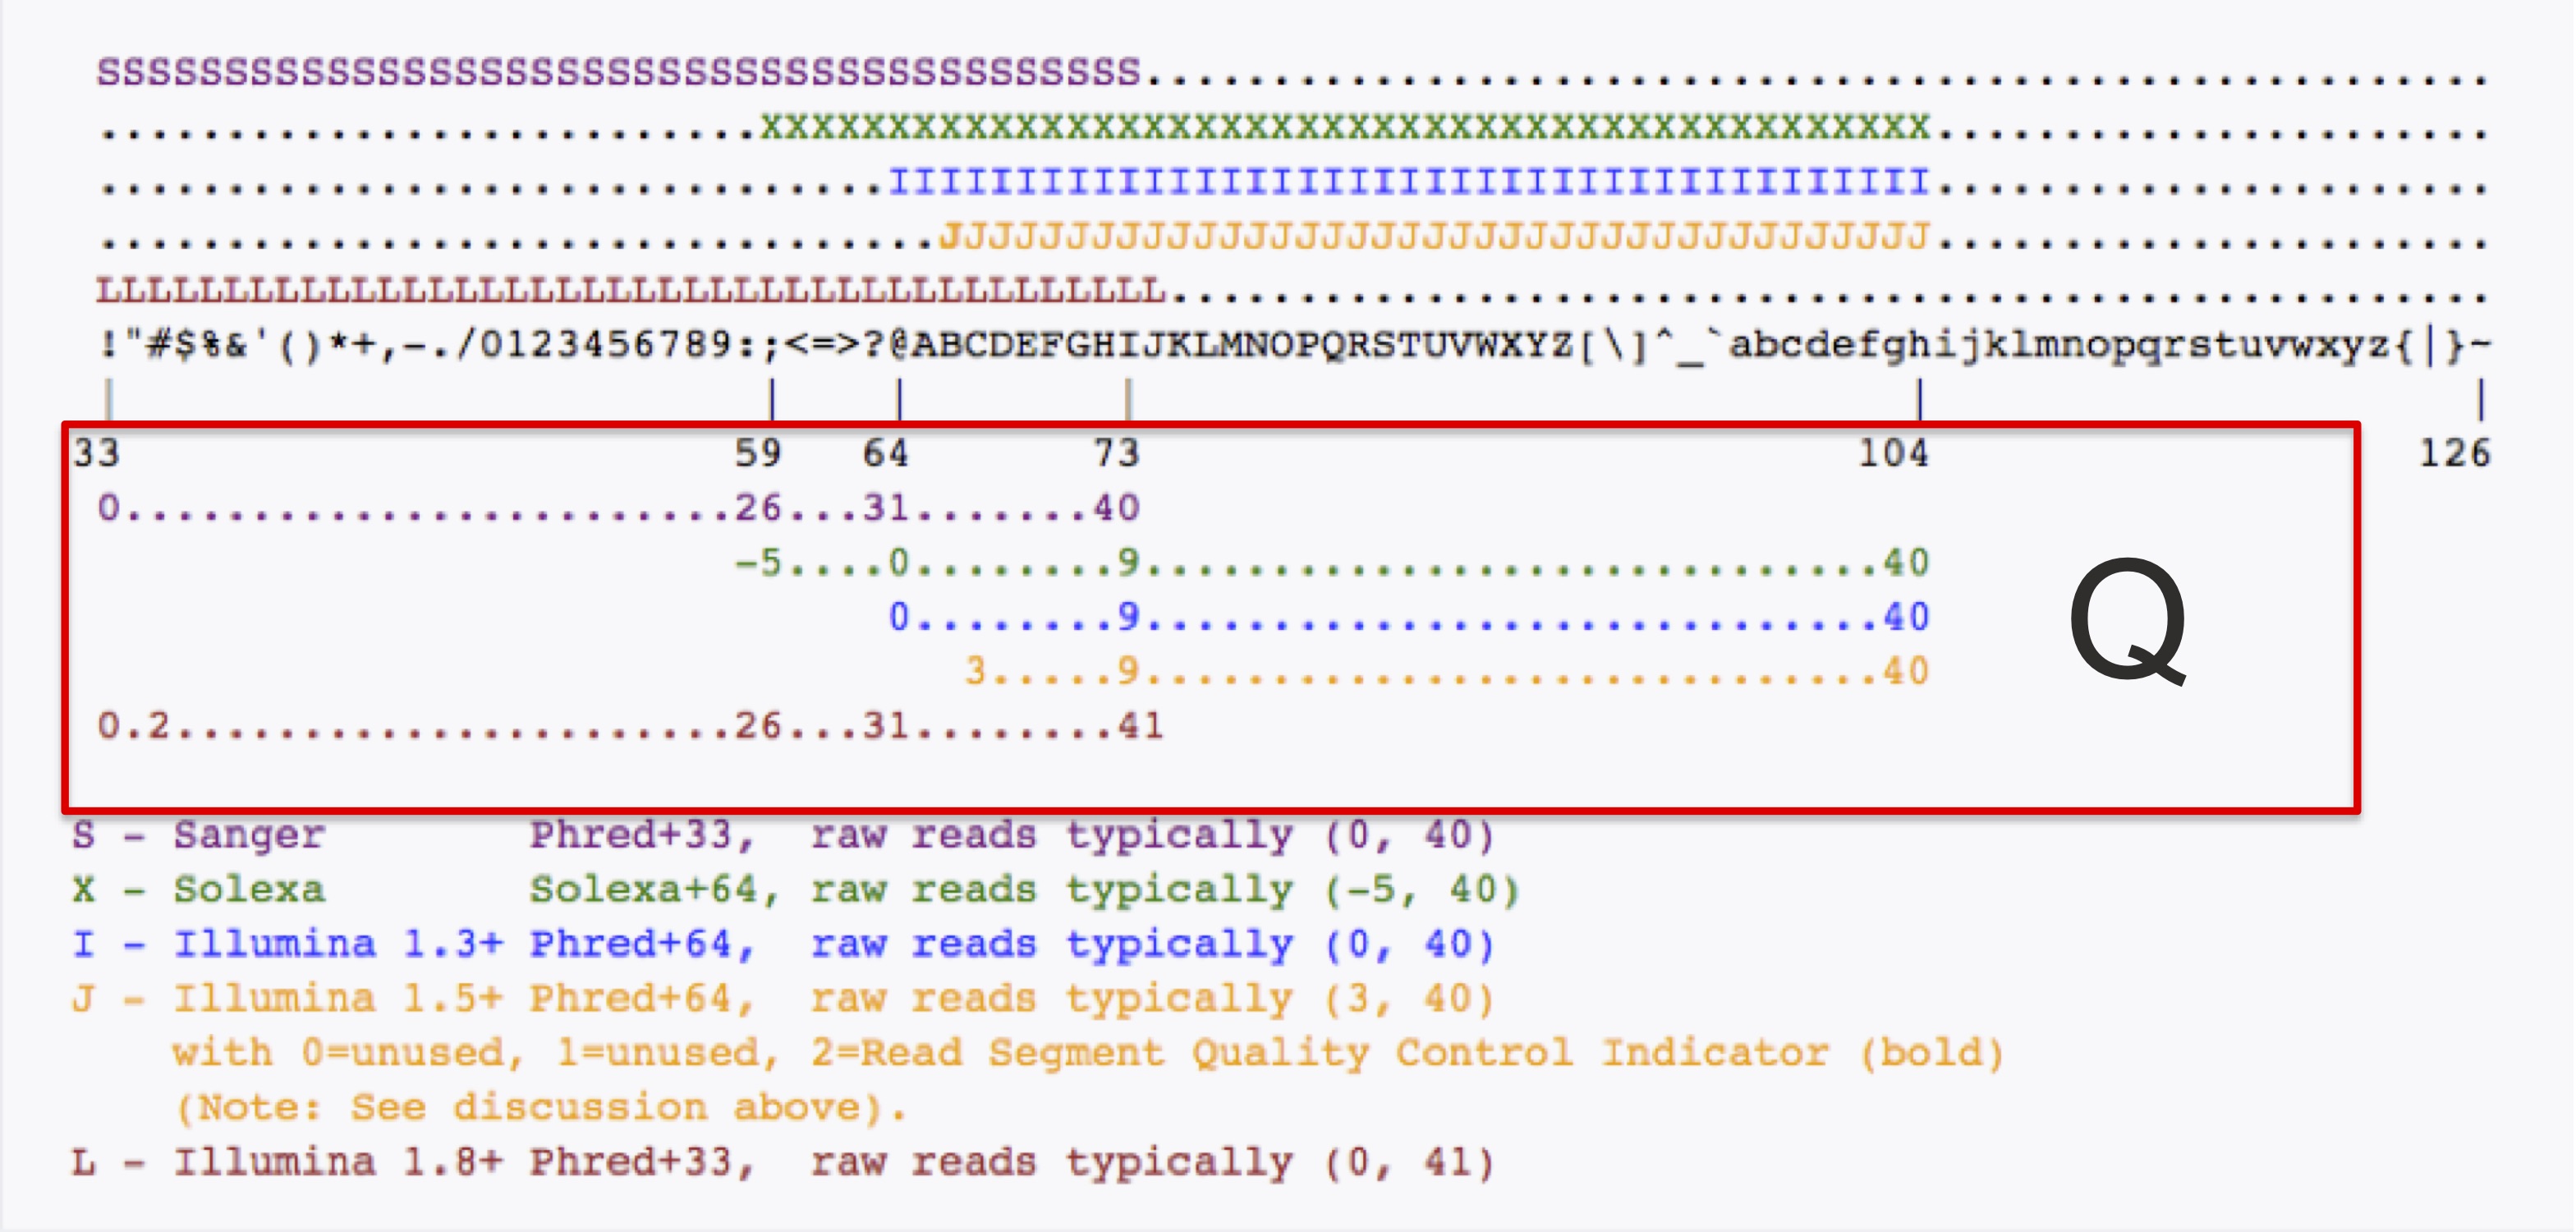 SSSSSSSSSSSSSSSSSSSSSSSSSSSSSSSSSSSSSSSSS.....................................................
..........................XXXXXXXXXXXXXXXXXXXXXXXXXXXXXXXXXXXXXXXXXXXXXX......................
...............................IIIIIIIIIIIIIIIIIIIIIIIIIIIIIIIIIIIIIIIII......................
.................................JJJJJJJJJJJJJJJJJJJJJJJJJJJJJJJJJJJJJJJ......................
LLLLLLLLLLLLLLLLLLLLLLLLLLLLLLLLLLLLLLLLLL....................................................
!"#$%&'()*+,-./0123456789:;<=>?@ABCDEFGHIJKLMNOPQRSTUVWXYZ[\]^_`abcdefghijklmnopqrstuvwxyz{|}~
| | | | | |
33 59 64 73 104 126
0........................26...31.......40
-5....0........9.............................40
0........9.............................40
Q
3.....9.............................40
0.2......................26...31........41
S - Sanger Phred+33, raw reads typically (0, 40)
X - Solexa Solexa+64, raw reads typically (-5, 40)
I - Illumina 1.3+ Phred+64, raw reads typically (0, 40)
J - Illumina 1.5+ Phred+64, raw reads typically (3, 40)
with 0=unused, 1=unused, 2=Read Segment Quality Control Indicator (bold)
(Note: See discussion above).
L - Illumina 1.8+ Phred+33, raw reads typically (0, 41)